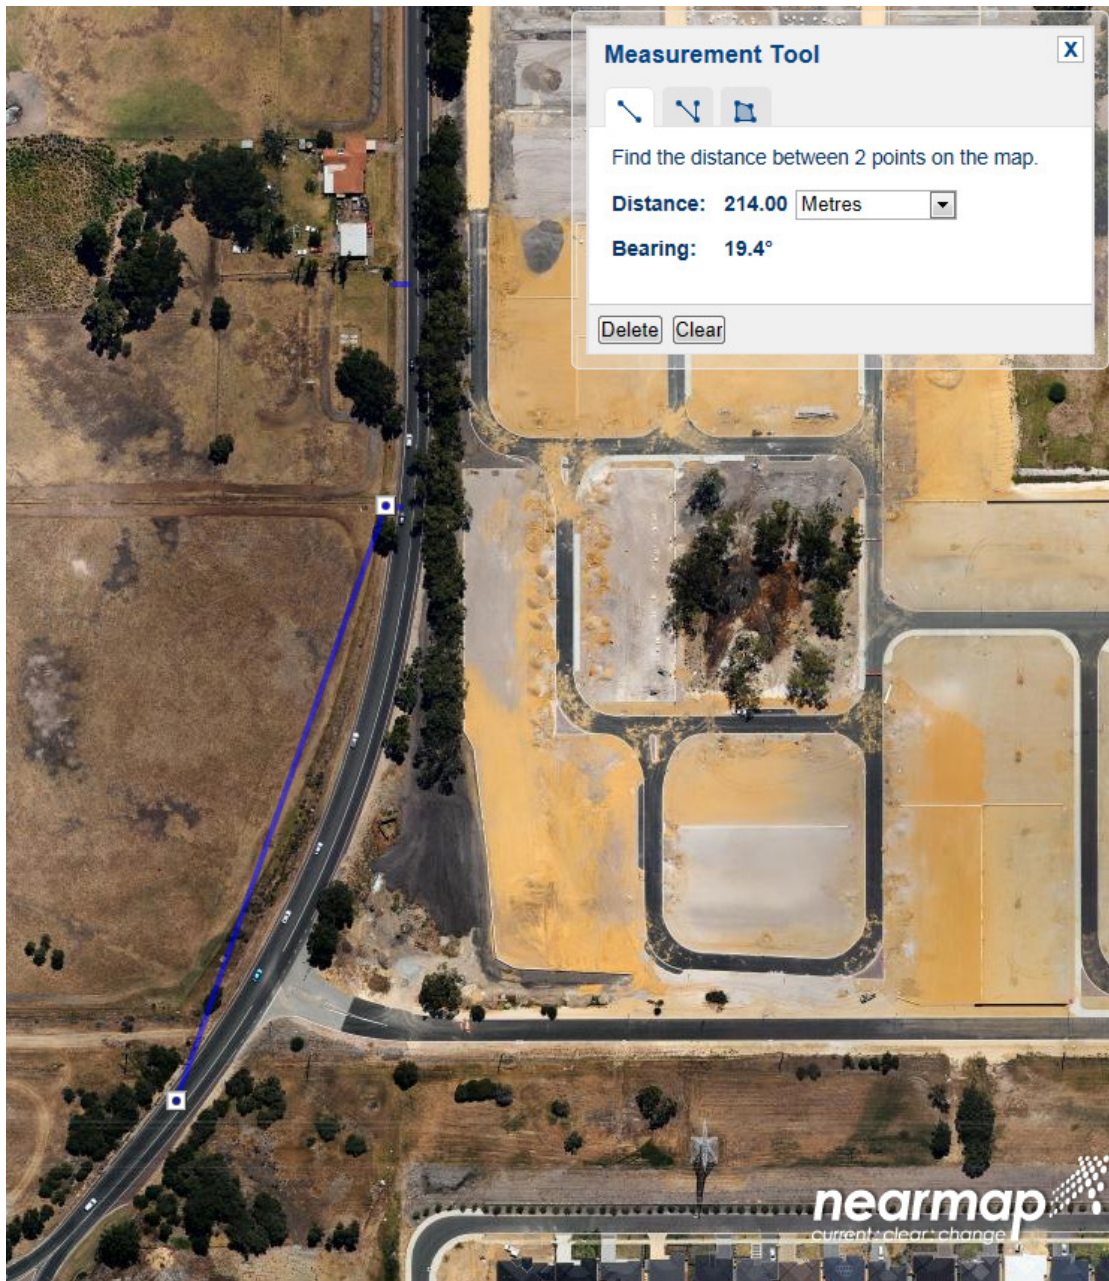 Measurement Tool
X
Find the distance between 2 points on the map.
Distance: 214.00 Metres
Bearing: 19.4°
Delete Clear
nearmap
current:clear:change